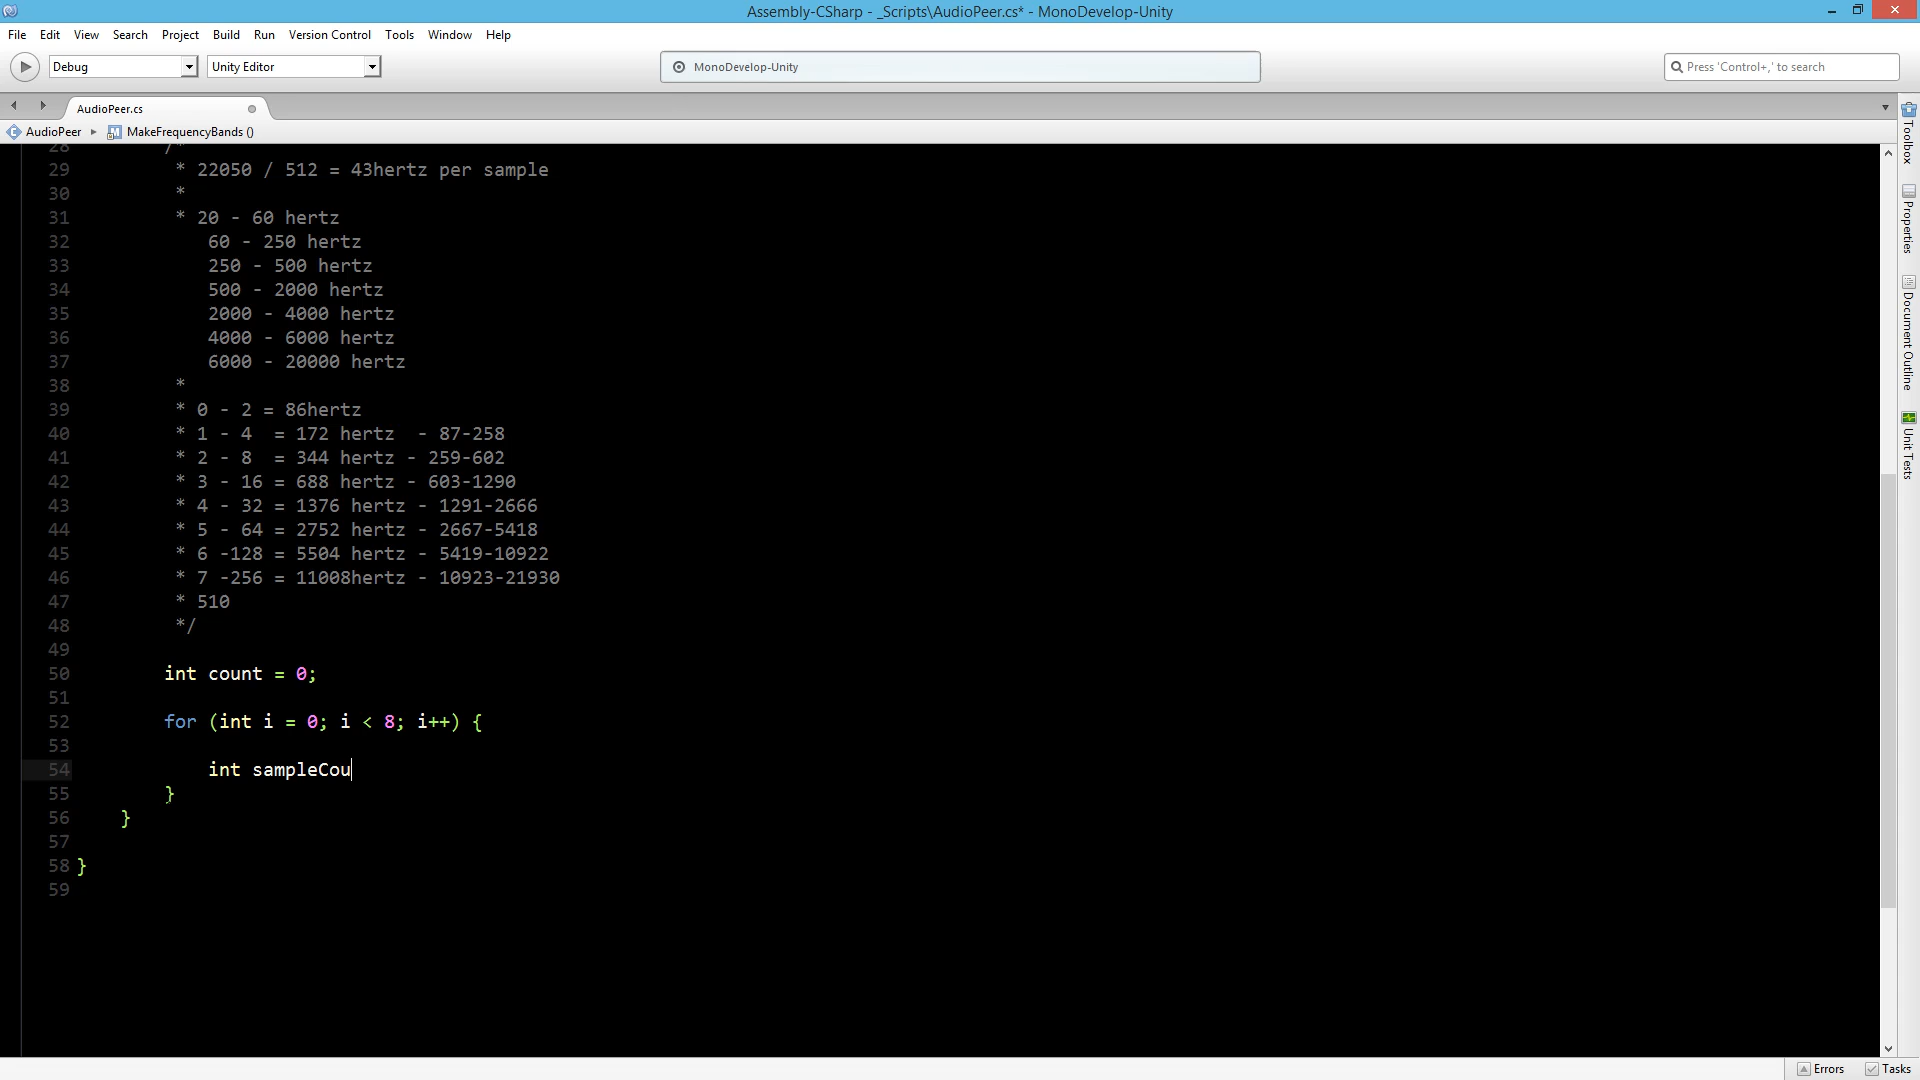 Assembly-CSharp - _Scripts\AudioPeer.cs* - MonoDevelop-Unity
File Edit View Search Project Build Run Version Control Tools Window Help
Debug Unity Editor MonoDevelop-Unity Press 'Control+,' to search
AudioPeer.cs
AudioPeer MakeFrequencyBands ()
28 /*
29 * 22050 / 512 = 43hertz per sample
30 *
31 * 20 - 60 hertz
32 60 - 250 hertz
33 250 - 500 hertz
34 500 - 2000 hertz
35 2000 - 4000 hertz
36 4000 - 6000 hertz
37 6000 - 20000 hertz
38 *
39 * 0 - 2 = 86hertz
40 * 1 - 4  = 172 hertz  - 87-258
41 * 2 - 8  = 344 hertz - 259-602
42 * 3 - 16 = 688 hertz - 603-1290
43 * 4 - 32 = 1376 hertz - 1291-2666
44 * 5 - 64 = 2752 hertz - 2667-5418
45 * 6 -128 = 5504 hertz - 5419-10922
46 * 7 -256 = 11008hertz - 10923-21930
47 * 510
48 */
49
50 int count = 0;
51
52 for (int i = 0; i < 8; i++) {
53
54 int sampleCou
55 }
56 }
57
58 }
59
Toolbox
Properties
Document Outline
Unit Tests
Errors Tasks